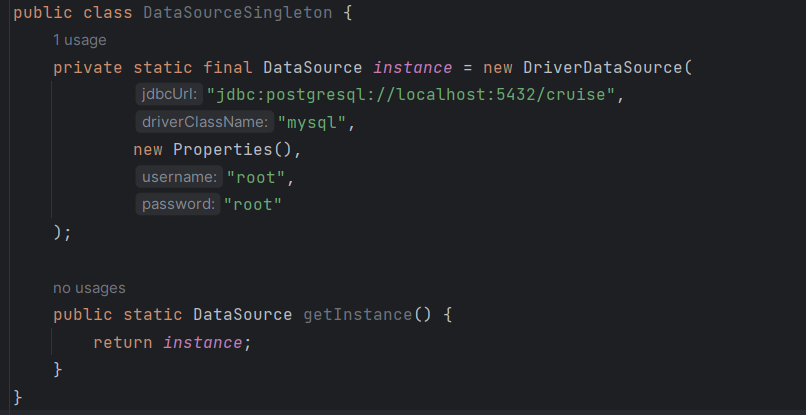 public class DataSourceSingleton {
1 usage
private static final DataSource instance = new DriverDataSource(
jdbcUrl: "jdbc:postgresql://localhost:5432/cruise",
driverClassName: "mysql",
new Properties(),
username: "root",
password: "root"
);
no usages
public static DataSource getInstance() {
return instance;
}
}